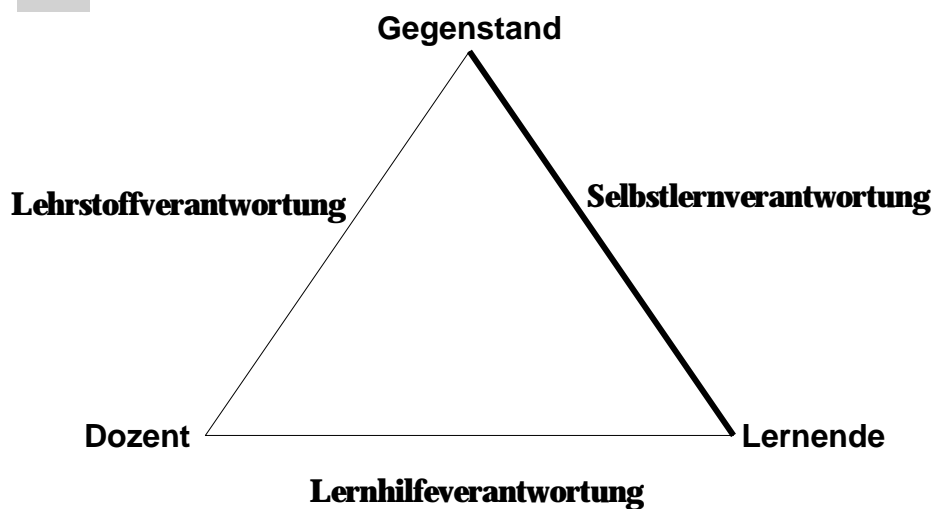 Gegenstand
Lehrstoffverantwortung
Selbstlernverantwortung
Dozent
Lernende
Lernhilfeverantwortung